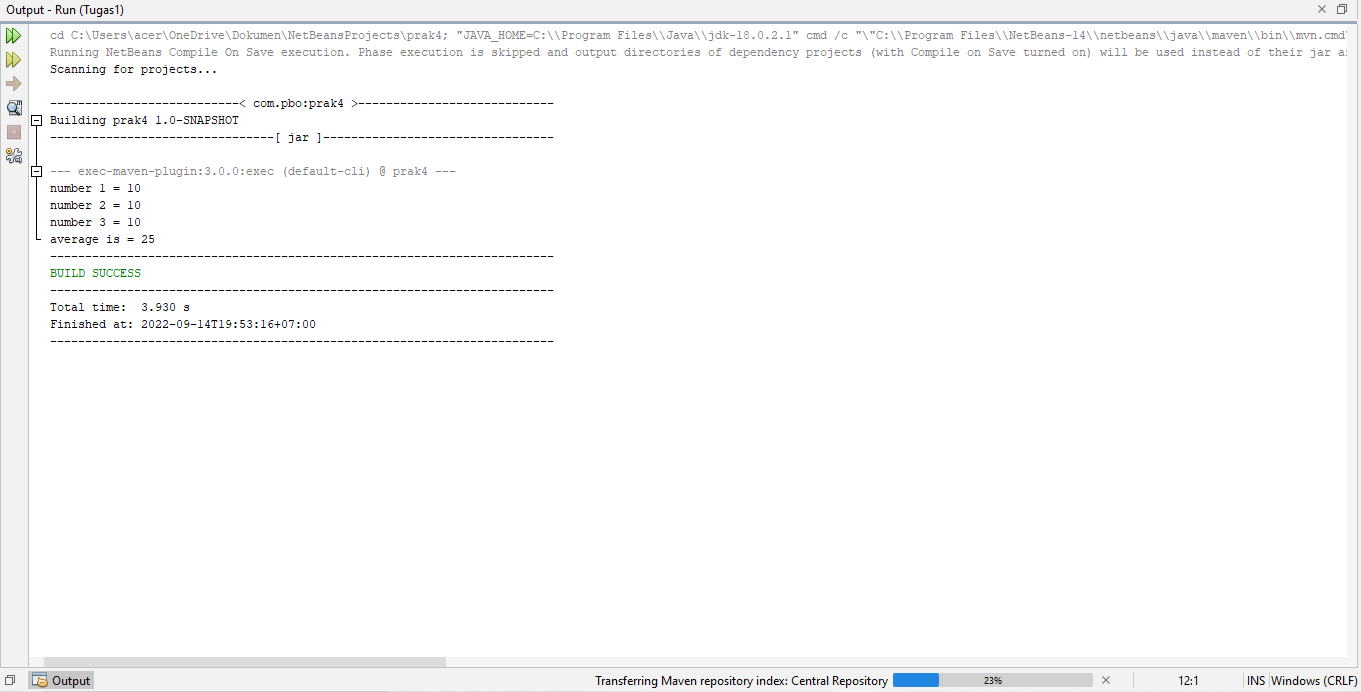 Output - Run (Tugas1)
cd C:\Users\acer\OneDrive\Dokumen\NetBeansProjects\prak4; "JAVA_HOME=C:\\Program Files\\Java\\jdk-18.0.2.1" cmd /c "\"C:\\Program Files\\NetBeans-14\\netbeans\\java\\maven\\bin\\mvn.cmd\
Running NetBeans Compile On Save execution. Phase execution is skipped and output directories of dependency projects (with Compile on Save turned on) will be used instead of their jar a
Scanning for projects...
---------------------------< com.pbo:prak4 >----------------------------
Building prak4 1.0-SNAPSHOT
--------------------------------[ jar ]---------------------------------
--- exec-maven-plugin:3.0.0:exec (default-cli) @ prak4 ---
number 1 = 10
number 2 = 10
number 3 = 10
average is = 25
------------------------------------------------------------------------
BUILD SUCCESS
------------------------------------------------------------------------
Total time:  3.930 s
Finished at: 2022-09-14T19:53:16+07:00
------------------------------------------------------------------------
Output
Transferring Maven repository index: Central Repository
23%
12:1
INS
Windows (CRLF)